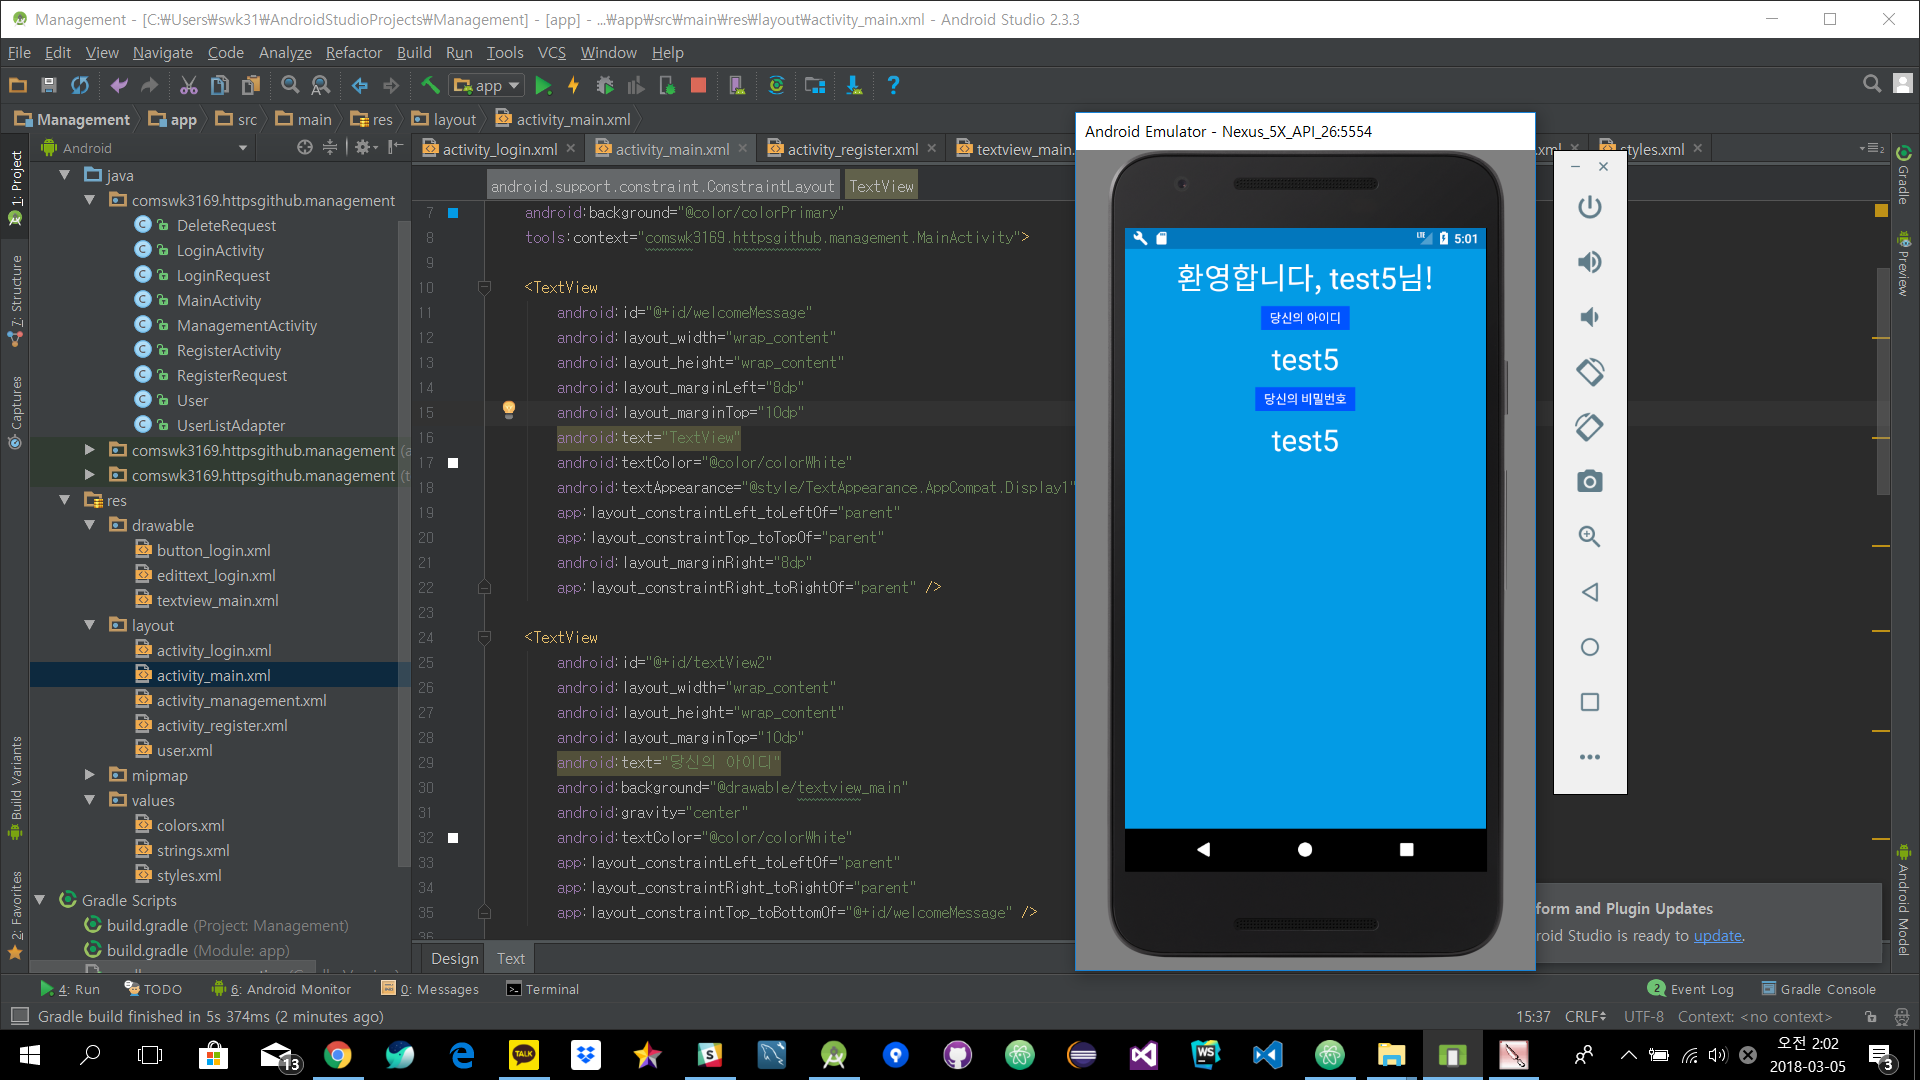 Management - [C:₩Users₩swk31₩AndroidStudioProjects₩Management] - [app] - ...₩app₩src₩main₩res₩layout₩activity_main.xml - Android Studio 2.3.3
File Edit View Navigate Code Analyze Refactor Build Run Tools VCS Window Help
app
Management app src main res layout activity_main.xml
Android
activity_login.xml activity_main.xml activity_register.xml textview_main. styles.xml
2
1: Project
7: Structure
Captures
Build Variants
2: Favorites
java
comswk3169.httpsgithub.management
DeleteRequest
LoginActivity
LoginRequest
MainActivity
ManagementActivity
RegisterActivity
RegisterRequest
User
UserListAdapter
comswk3169.httpsgithub.management (a
comswk3169.httpsgithub.management (t
res
drawable
button_login.xml
edittext_login.xml
textview_main.xml
layout
activity_login.xml
activity_main.xml
activity_management.xml
activity_register.xml
user.xml
mipmap
values
colors.xml
strings.xml
styles.xml
Gradle Scripts
build.gradle (Project: Management)
build.gradle (Module: app)
android.support.constraint.ConstraintLayout TextView
7 android:background="@color/colorPrimary"
8 tools:context="comswk3169.httpsgithub.management.MainActivity">
9
10 <TextView
11 android:id="@+id/welcomeMessage"
12 android:layout_width="wrap_content"
13 android:layout_height="wrap_content"
14 android:layout_marginLeft="8dp"
15 android:layout_marginTop="10dp"
16 android:text="TextView"
17 android:textColor="@color/colorWhite"
18 android:textAppearance="@style/TextAppearance.AppCompat.Display1"
19 app:layout_constraintLeft_toLeftOf="parent"
20 app:layout_constraintTop_toTopOf="parent"
21 android:layout_marginRight="8dp"
22 app:layout_constraintRight_toRightOf="parent" />
23
24 <TextView
25 android:id="@+id/textView2"
26 android:layout_width="wrap_content"
27 android:layout_height="wrap_content"
28 android:layout_marginTop="10dp"
29 android:text="당신의 아이디"
30 android:background="@drawable/textview_main"
31 android:gravity="center"
32 android:textColor="@color/colorWhite"
33 app:layout_constraintLeft_toLeftOf="parent"
34 app:layout_constraintRight_toRightOf="parent"
35 app:layout_constraintTop_toBottomOf="@+id/welcomeMessage" />
36
Design Text
Android Emulator - Nexus_5X_API_26:5554
LTE 5:01
환영합니다, test5님!
당신의 아이디
test5
당신의 비밀번호
test5
Gradle
Preview
Android Model
form and Plugin Updates
roid Studio is ready to update.
4: Run TODO 6: Android Monitor 0: Messages Terminal 2 Event Log Gradle Console
Gradle build finished in 5s 374ms (2 minutes ago) 15:37 CRLF UTF-8 Context: <no context>
13 TALK WS 오전 2:02
2018-03-05 3